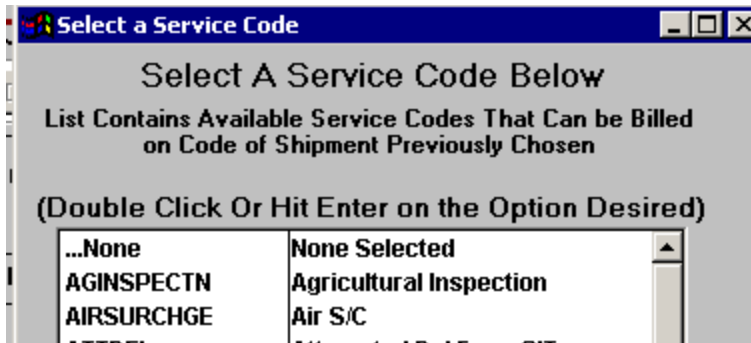 Select a Service Code
Select A Service Code Below
List Contains Available Service Codes That Can be Billed
on Code of Shipment Previously Chosen
(Double Click Or Hit Enter on the Option Desired)
...None None Selected
AGINSPECTN Agricultural Inspection
AIRSURCHGE Air S/C